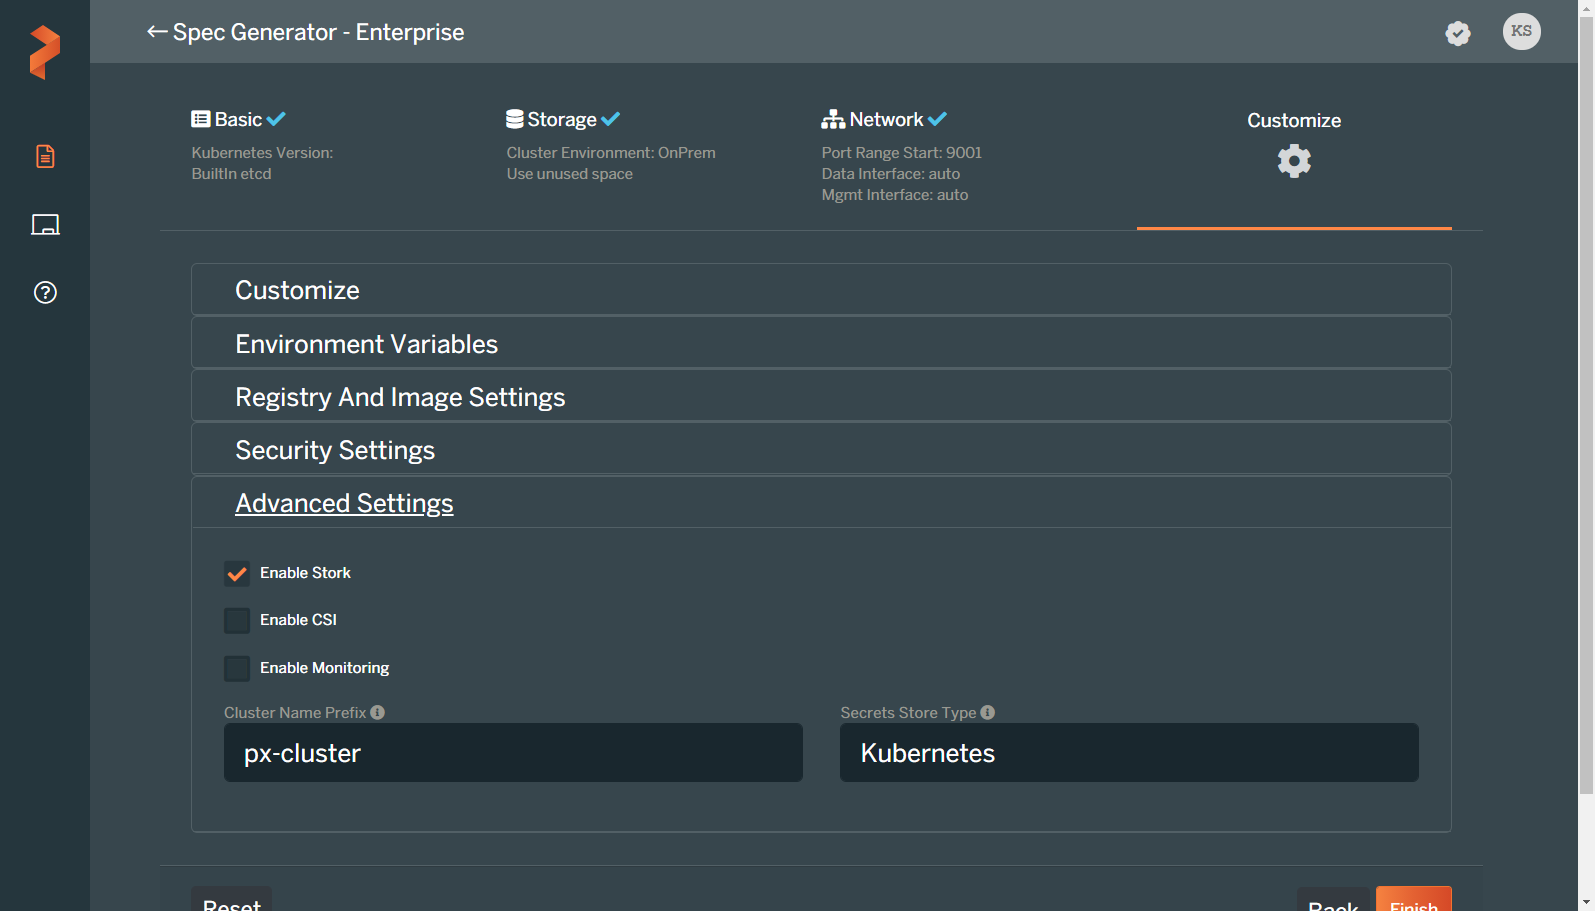 Spec Generator - Enterprise
KS
Basic
Kubernetes Version:
BuiltIn etcd
Storage
Cluster Environment: OnPrem
Use unused space
Network
Port Range Start: 9001
Data Interface: auto
Mgmt Interface: auto
Customize
Customize
Environment Variables
Registry And Image Settings
Security Settings
Advanced Settings
Enable Stork
Enable CSI
Enable Monitoring
Cluster Name Prefix
px-cluster
Secrets Store Type
Kubernetes
Reset
Back
Finish